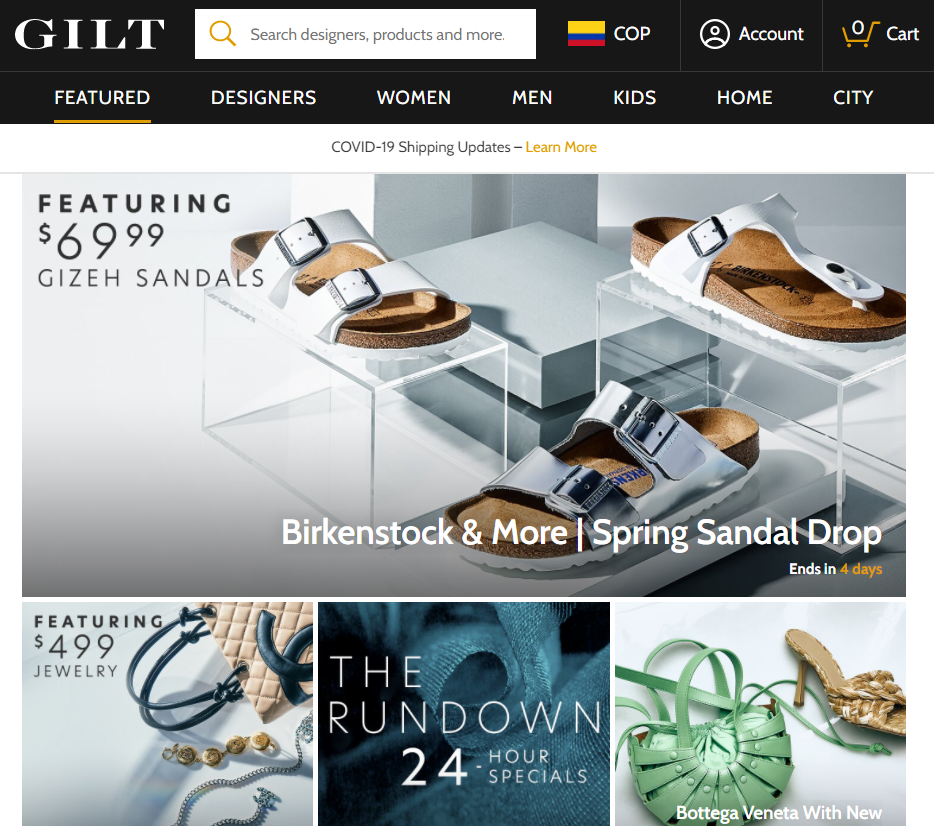 GILT
Search designers, products and more.
COP
Account
0
Cart
FEATURED
DESIGNERS
WOMEN
MEN
KIDS
HOME
CITY
COVID-19 Shipping Updates – Learn More
FEATURING
$69.99
GIZEH SANDALS
BIRKENSTOCK
Birkenstock & More | Spring Sandal Drop
Ends in 4 days
FEATURING
$499
JEWELRY
THE
RUNDOWN
24-HOUR
SPECIALS
Bottega Veneta With New